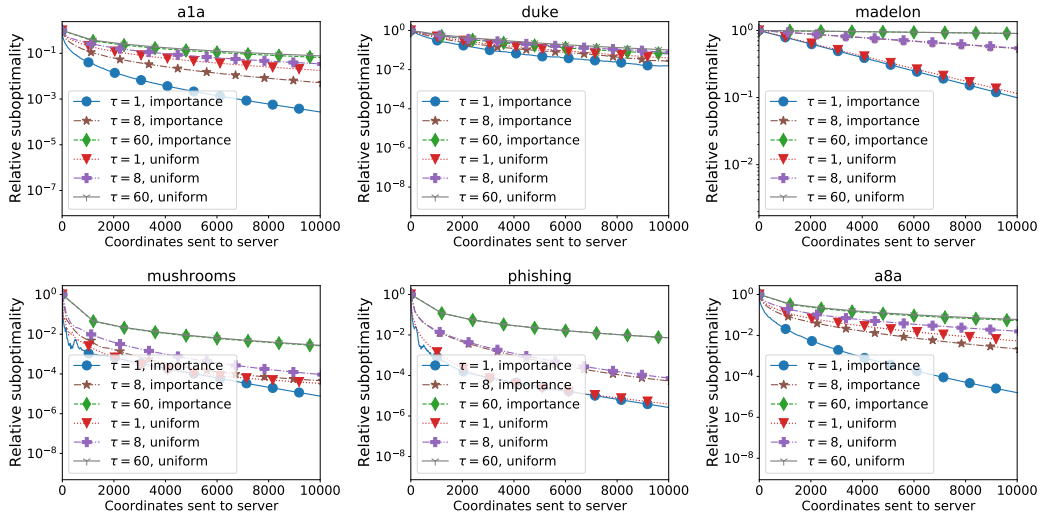 a1a
Relative suboptimality
10⁻¹
10⁻³
10⁻⁵
10⁻⁷
τ = 1, importance
τ = 8, importance
τ = 60, importance
τ = 1, uniform
τ = 8, uniform
τ = 60, uniform
0 2000 4000 6000 8000 10000
Coordinates sent to server
duke
Relative suboptimality
10⁰
10⁻²
10⁻⁴
10⁻⁶
10⁻⁸
τ = 1, importance
τ = 8, importance
τ = 60, importance
τ = 1, uniform
τ = 8, uniform
τ = 60, uniform
0 2000 4000 6000 8000 10000
Coordinates sent to server
madelon
Relative suboptimality
10⁰
10⁻¹
10⁻²
τ = 1, importance
τ = 8, importance
τ = 60, importance
τ = 1, uniform
τ = 8, uniform
τ = 60, uniform
0 2000 4000 6000 8000 10000
Coordinates sent to server
mushrooms
Relative suboptimality
10⁰
10⁻²
10⁻⁴
10⁻⁶
10⁻⁸
τ = 1, importance
τ = 8, importance
τ = 60, importance
τ = 1, uniform
τ = 8, uniform
τ = 60, uniform
0 2000 4000 6000 8000 10000
Coordinates sent to server
phishing
Relative suboptimality
10⁰
10⁻²
10⁻⁴
10⁻⁶
10⁻⁸
τ = 1, importance
τ = 8, importance
τ = 60, importance
τ = 1, uniform
τ = 8, uniform
τ = 60, uniform
0 2000 4000 6000 8000 10000
Coordinates sent to server
a8a
Relative suboptimality
10⁰
10⁻¹
10⁻²
10⁻³
10⁻⁴
10⁻⁵
10⁻⁶
10⁻⁷
10⁻⁸
τ = 1, importance
τ = 8, importance
τ = 60, importance
τ = 1, uniform
τ = 8, uniform
τ = 60, uniform
0 2000 4000 6000 8000 10000
Coordinates sent to server